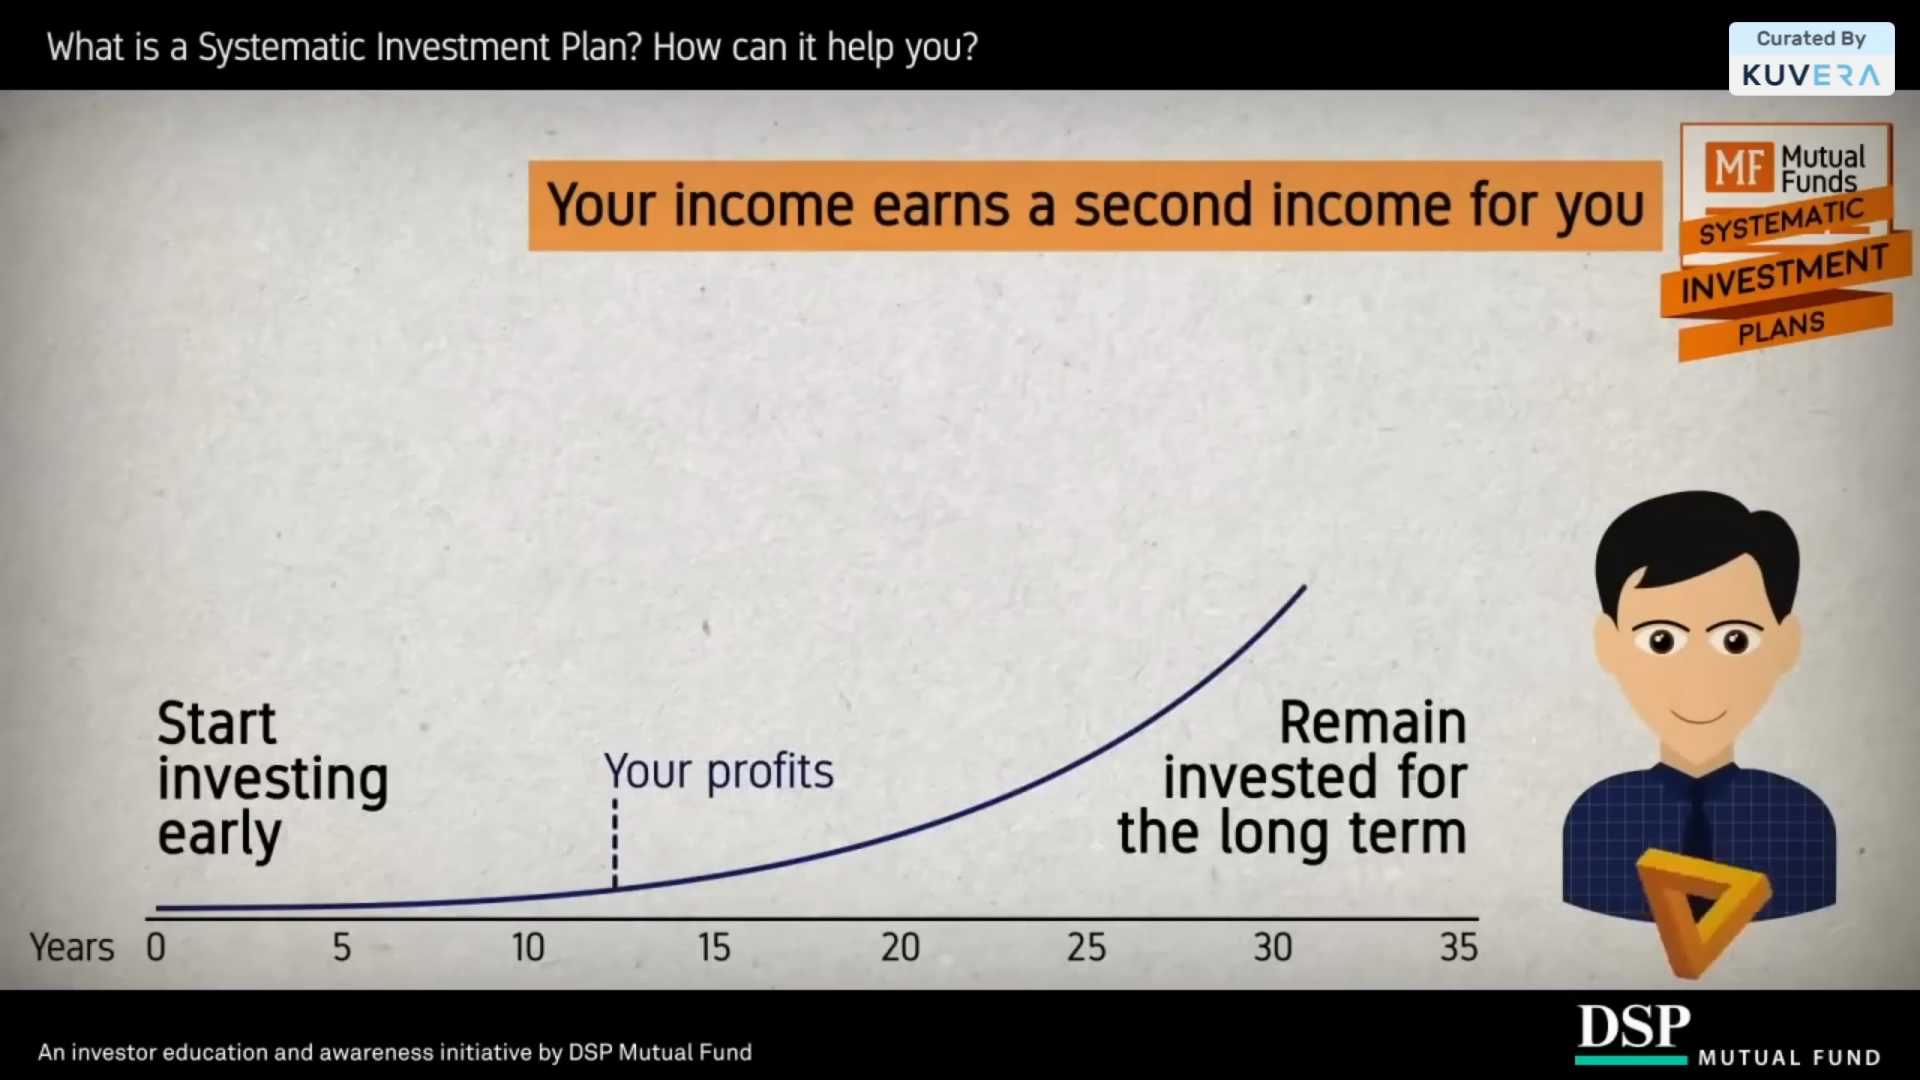 What is a Systematic Investment Plan? How can it help you?
Curated By
KUVERA
Your income earns a second income for you
MF Mutual
Funds
SYSTEMATIC
INVESTMENT
PLANS
Start
investing
early
Your profits
Remain
invested for
the long term
Years 0 5 10 15 20 25 30 35
An investor education and awareness initiative by DSP Mutual Fund
DSP
MUTUAL FUND